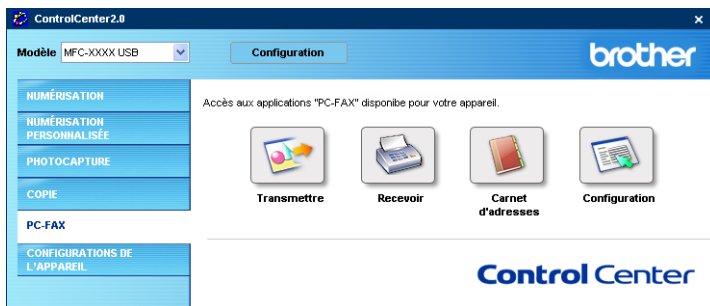 ControlCenter2.0
Modèle MFC-XXXX USB
Configuration
brother
NUMÉRISATION
NUMÉRISATION
PERSONNALISÉE
PHOTOCAPTURE
COPIE
PC-FAX
CONFIGURATIONS DE
L'APPAREIL
Accès aux applications "PC-FAX" disponibe pour votre appareil.
Transmettre
Recevoir
Carnet
d'adresses
Configuration
Control Center